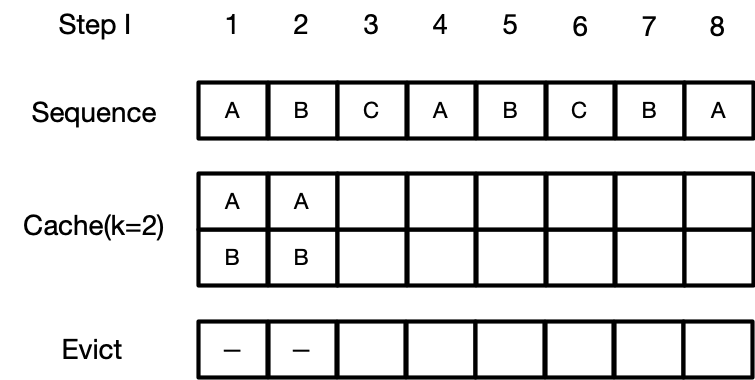 Step I 1 2 3 4 5 6 7 8
Sequence A B C A B C B A
A A
Cache(k=2)
B B
Evict – –